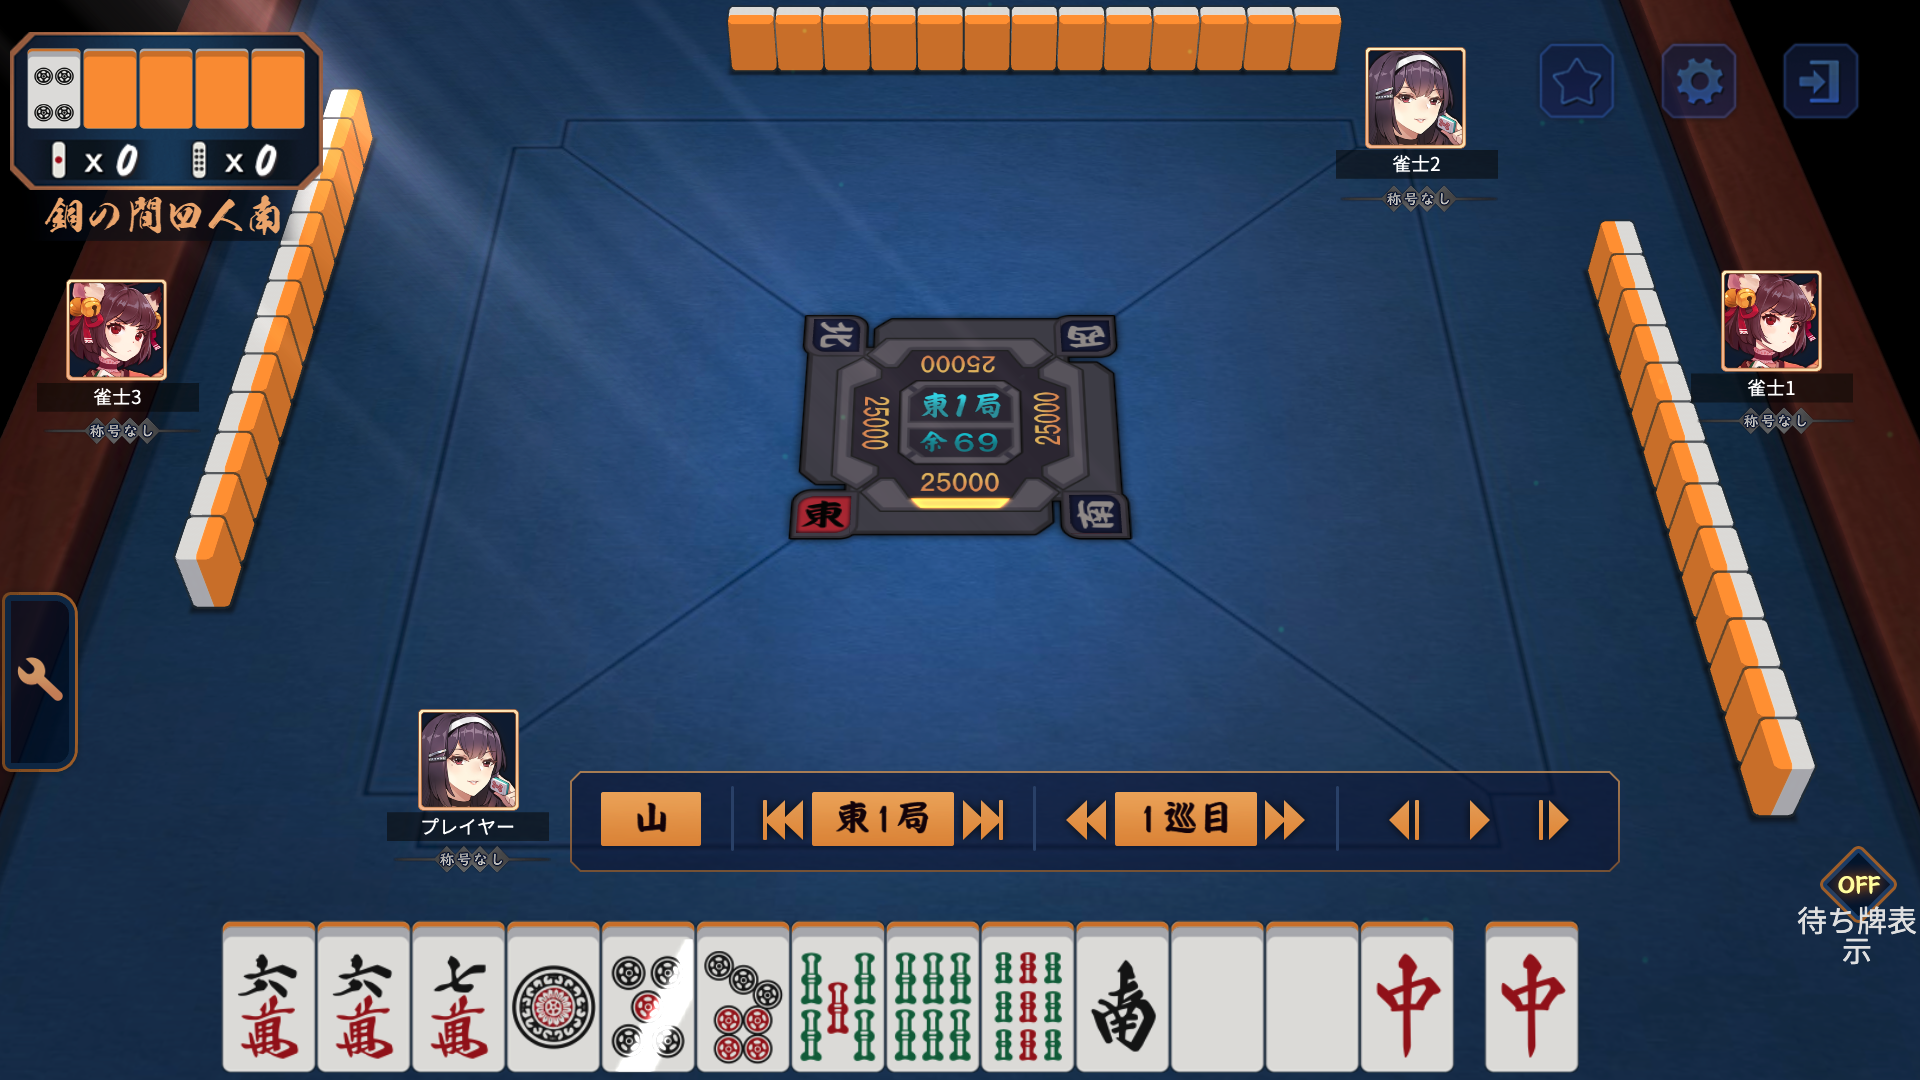 x 0
x 0
銅の間四人南
雀士2
称号なし
雀士3
称号なし
雀士1
称号なし
北
西
25000
25000
東1局
余69
25000
25000
東
南
プレイヤー
称号なし
山
東1局
1巡目
OFF
待ち牌表示
六萬
六萬
七萬
南
中
中